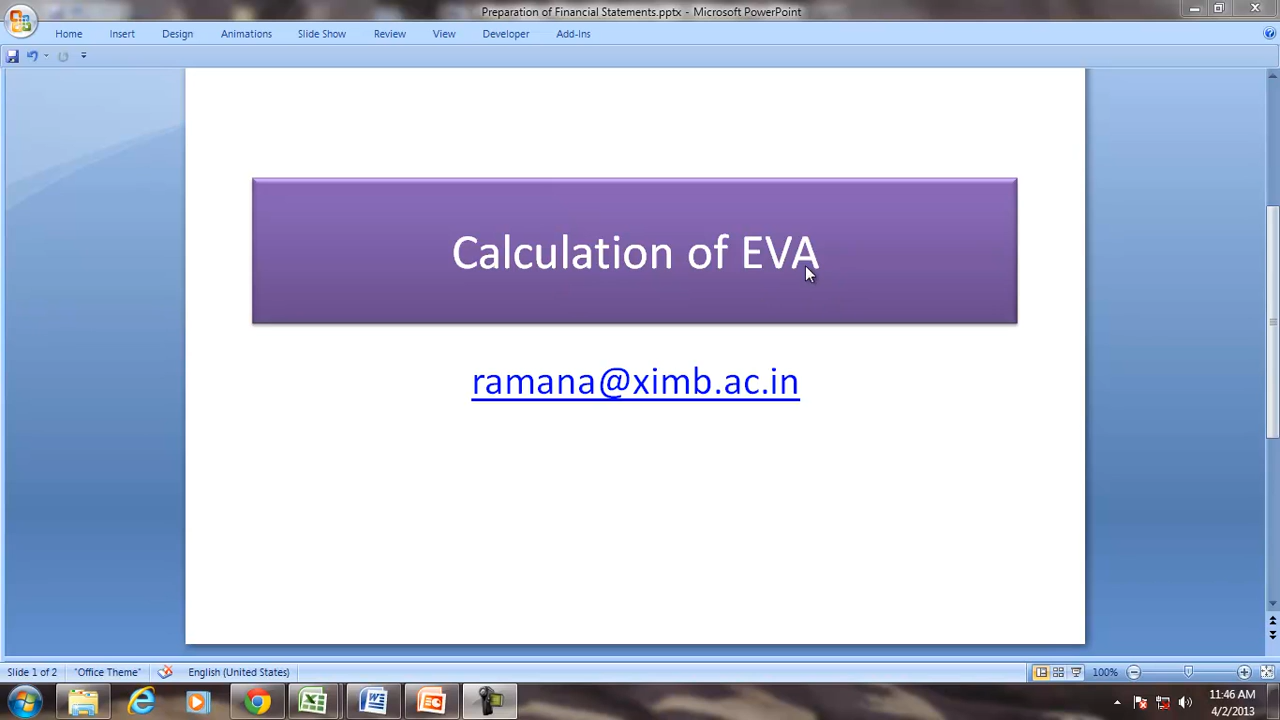 Preparation of Financial Statements.pptx - Microsoft PowerPoint
Home Insert Design Animations Slide Show Review View Developer Add-Ins
Calculation of EVA
ramana@ximb.ac.in
Slide 1 of 2 "Office Theme" English (United States) 100%
11:46 AM
4/2/2013